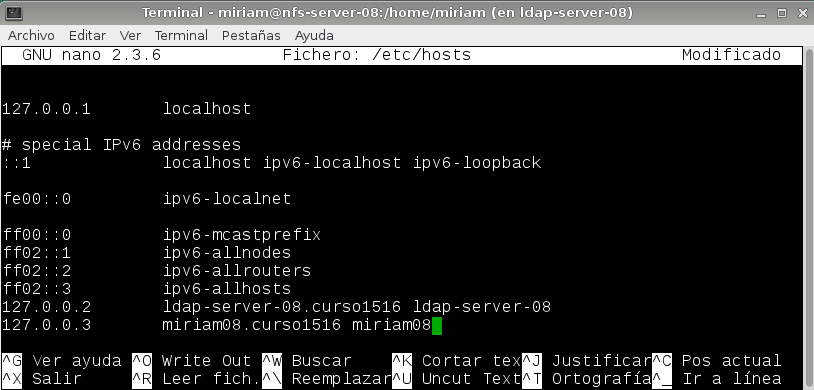 Terminal - miriam@nfs-server-08:/home/miriam (en ldap-server-08)
Archivo Editar Ver Terminal Pestañas Ayuda
GNU nano 2.3.6 Fichero: /etc/hosts Modificado
127.0.0.1 localhost
# special IPv6 addresses
::1 localhost ipv6-localhost ipv6-loopback
fe00::0 ipv6-localnet
ff00::0 ipv6-mcastprefix
ff02::1 ipv6-allnodes
ff02::2 ipv6-allrouters
ff02::3 ipv6-allhosts
127.0.0.2 ldap-server-08.curso1516 ldap-server-08
127.0.0.3 miriam08.curso1516 miriam08
^G Ver ayuda ^O Write Out ^W Buscar ^K Cortar tex^J Justificar^C Pos actual
^X Salir ^R Leer fich.^\ Reemplazar^U Uncut Text^T Ortografía^_ Ir a línea